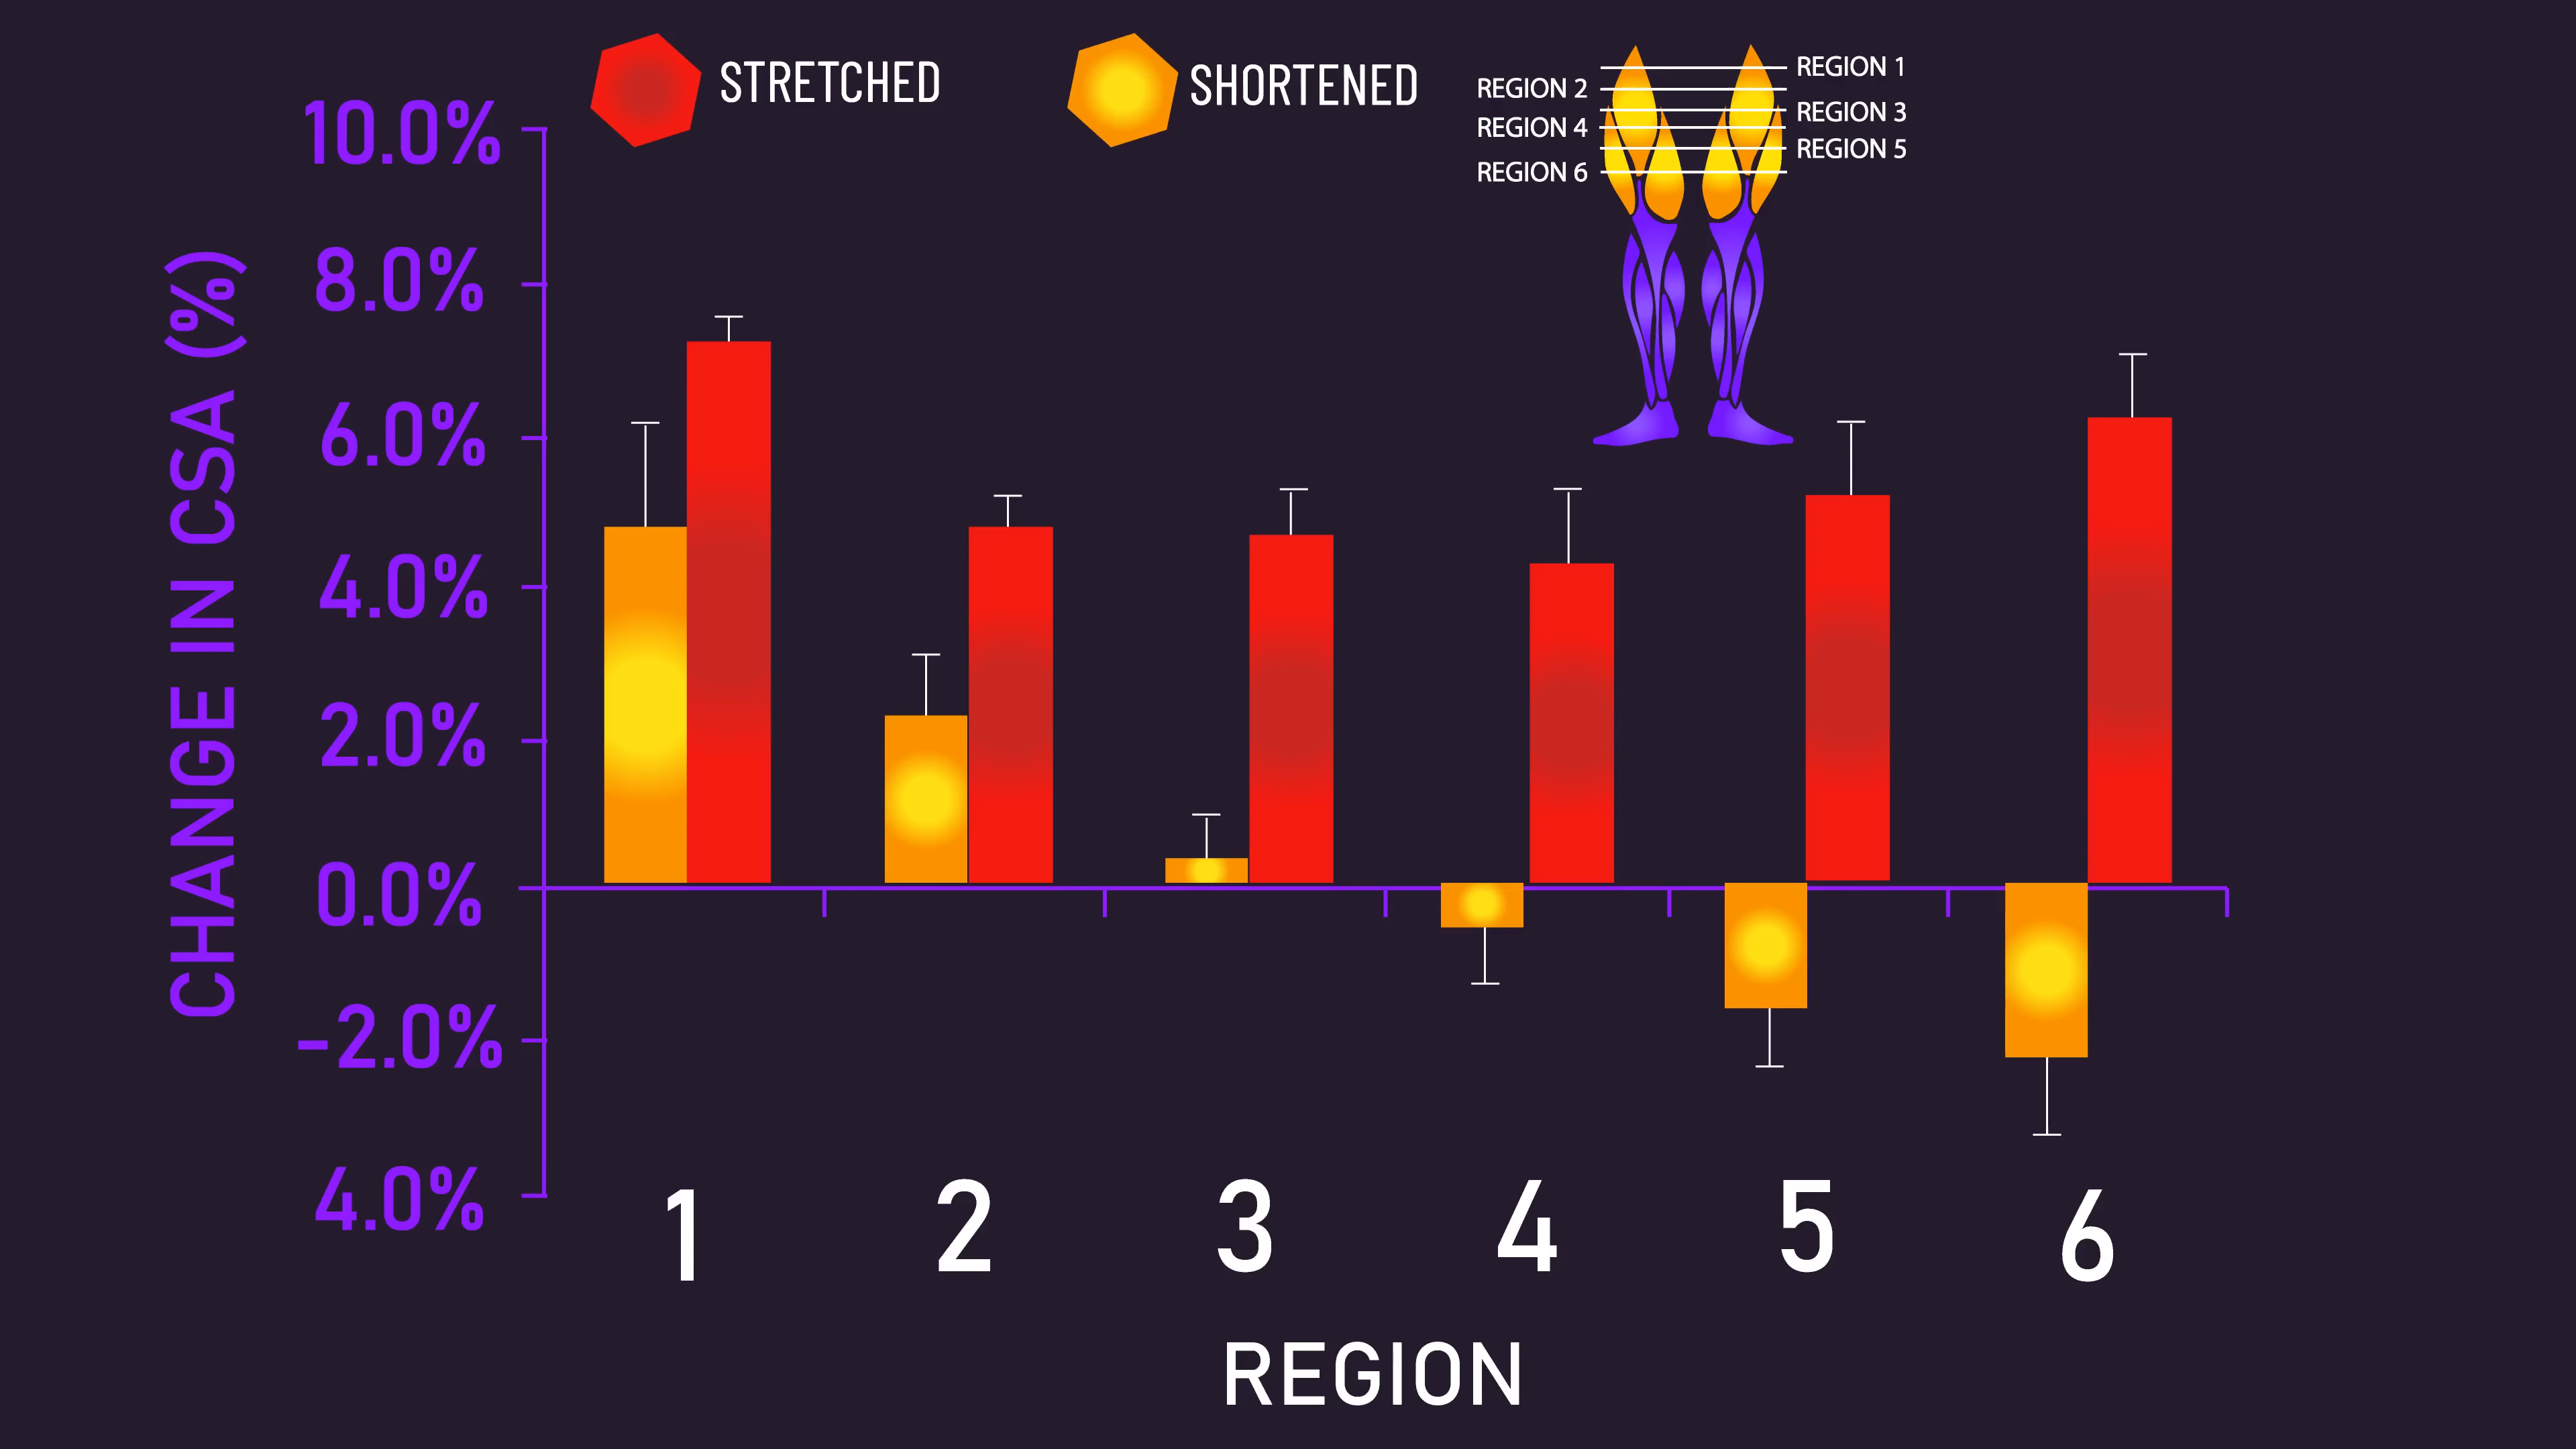 STRETCHED
SHORTENED
REGION 1
REGION 2
REGION 3
REGION 4
REGION 5
REGION 6
CHANGE IN CSA (%)
10.0%
8.0%
6.0%
4.0%
2.0%
0.0%
-2.0%
4.0%
1 2 3 4 5 6
REGION